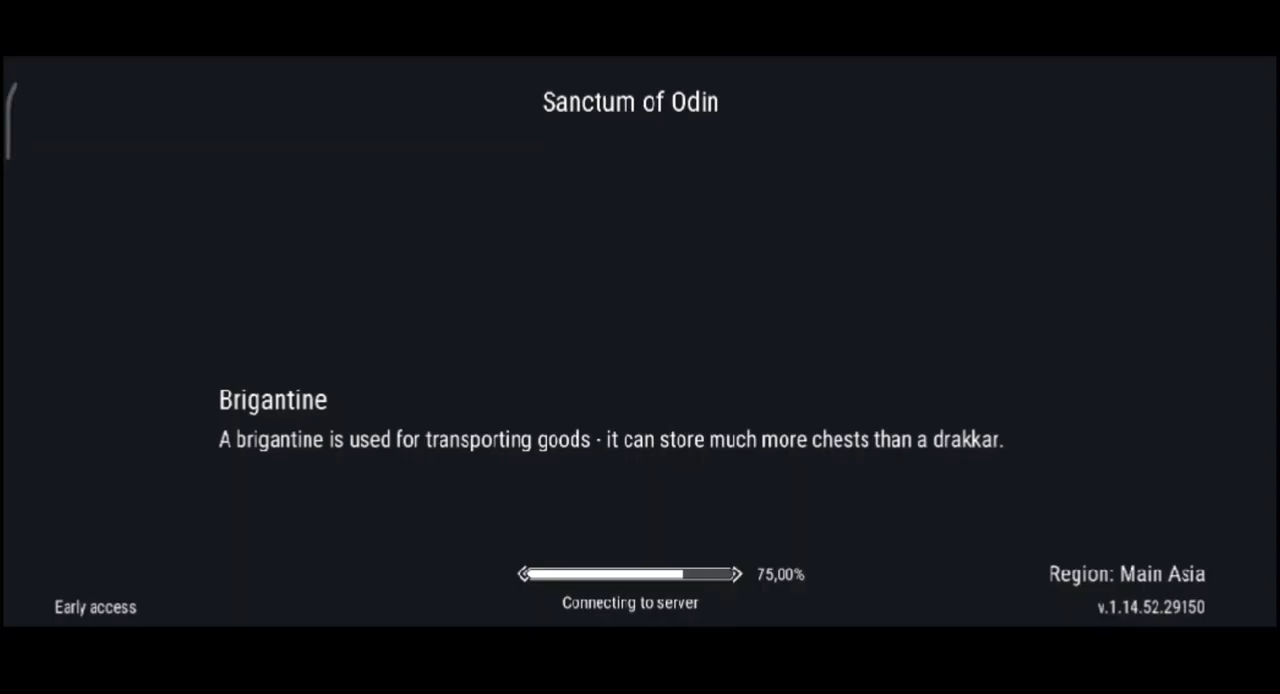 Sanctum of Odin
Brigantine
A brigantine is used for transporting goods - it can store much more chests than a drakkar.
75,00%
Connecting to server
Region: Main Asia
Early access
v.1.14.52.29150